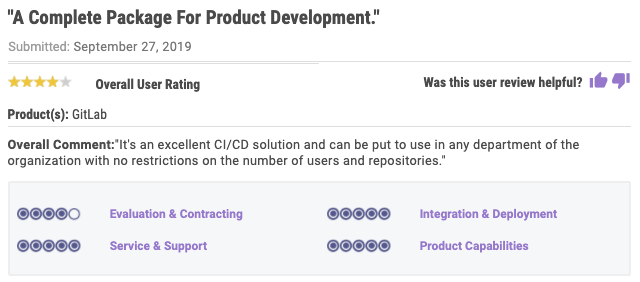 "A Complete Package For Product Development."
Submitted: September 27, 2019
Overall User Rating
Was this user review helpful?
Product(s): GitLab
Overall Comment:"It's an excellent CI/CD solution and can be put to use in any department of the
organization with no restrictions on the number of users and repositories."
Evaluation & Contracting
Integration & Deployment
Service & Support
Product Capabilities